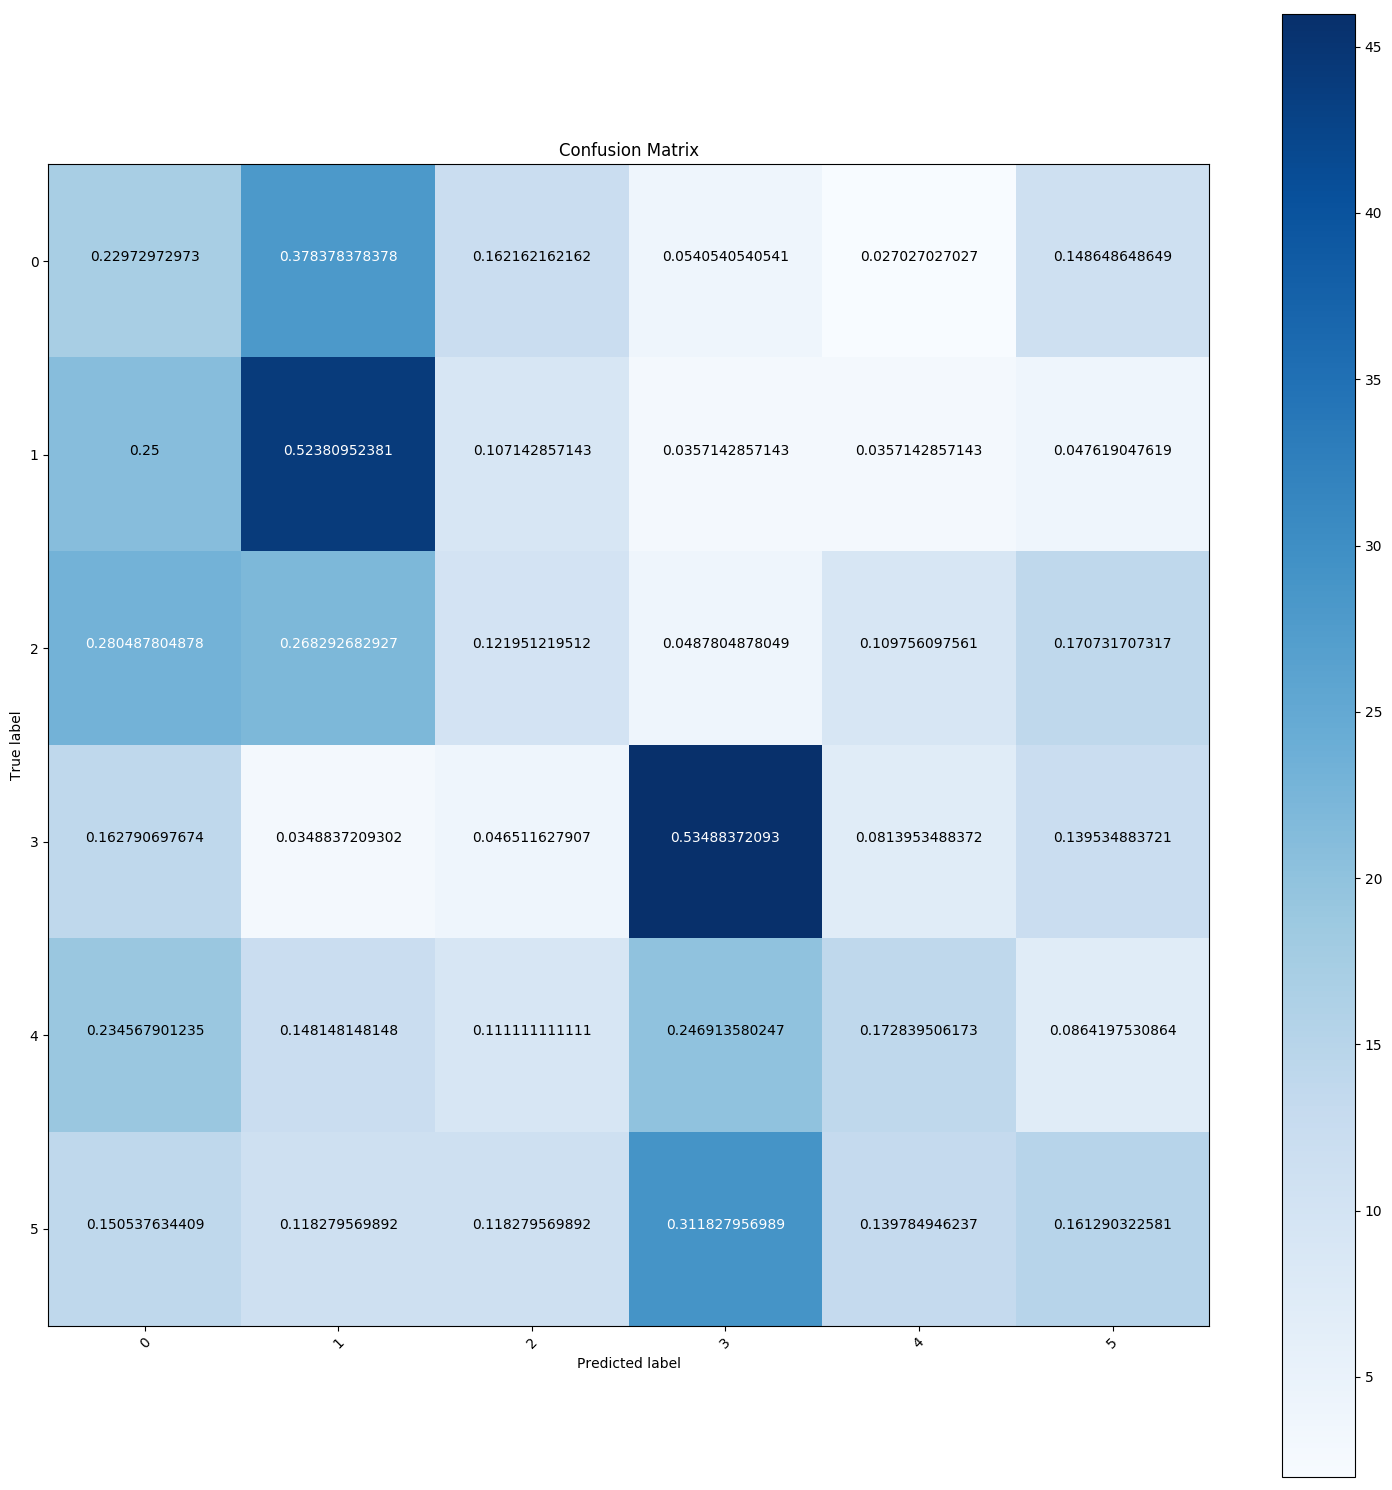 Confusion Matrix
0 0.22972972973 0.378378378378 0.162162162162 0.0540540540541 0.027027027027 0.148648648649
1 0.25 0.52380952381 0.107142857143 0.0357142857143 0.0357142857143 0.047619047619
2 0.280487804878 0.268292682927 0.121951219512 0.0487804878049 0.109756097561 0.170731707317
3 0.162790697674 0.0348837209302 0.046511627907 0.53488372093 0.0813953488372 0.139534883721
4 0.234567901235 0.148148148148 0.111111111111 0.246913580247 0.172839506173 0.0864197530864
5 0.150537634409 0.118279569892 0.118279569892 0.311827956989 0.139784946237 0.161290322581
0 1 2 3 4 5
True label
Predicted label
45
40
35
30
25
20
15
10
5